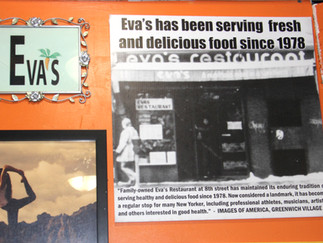 EVA'S
Eva's has been serving fresh
and delicious food since 1978
eva's restaurant
EVA'S
"Family-owned Eva's Restaurant at 8th street has maintained its enduring tradition
serving healthy and delicious food since 1978. Now considered a landmark, it has become
a regular stop for many New Yorker, including professional athletes, musicians, artist
and others interested in good health." - IMAGES OF AMERICA, GREENWICH VILLAGE